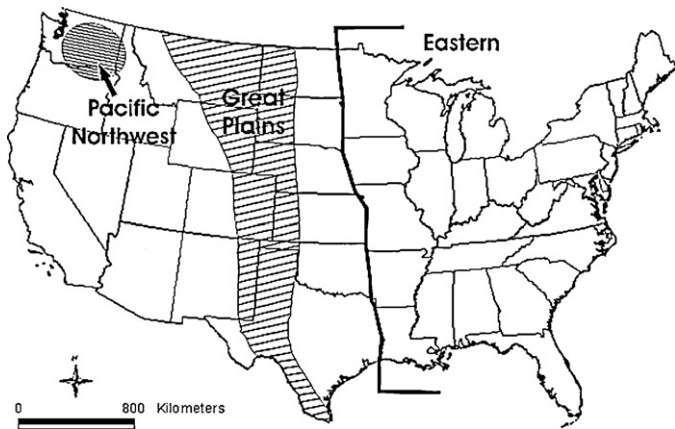 Eastern
Great
Plains
Pacific
Northwest
N
0 800 Kilometers